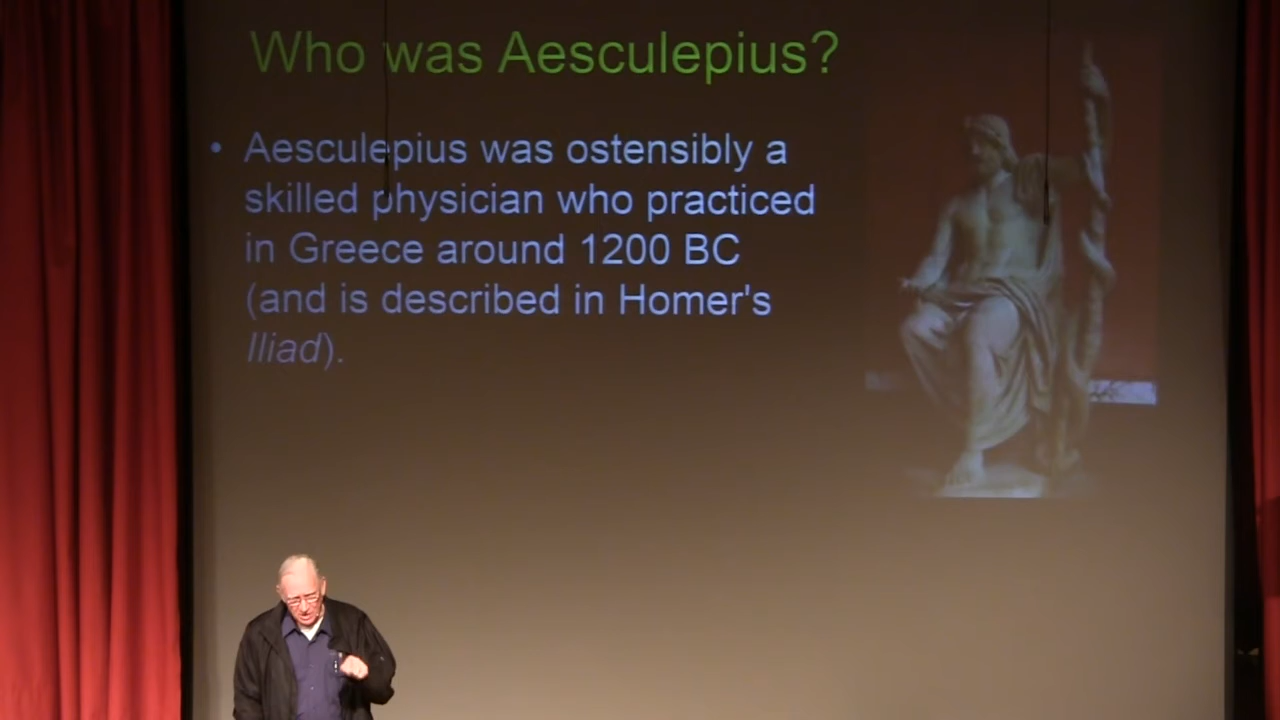 Who was Aesculepius?
• Aesculepius was ostensibly a
skilled physician who practiced
in Greece around 1200 BC
(and is described in Homer's
Iliad).